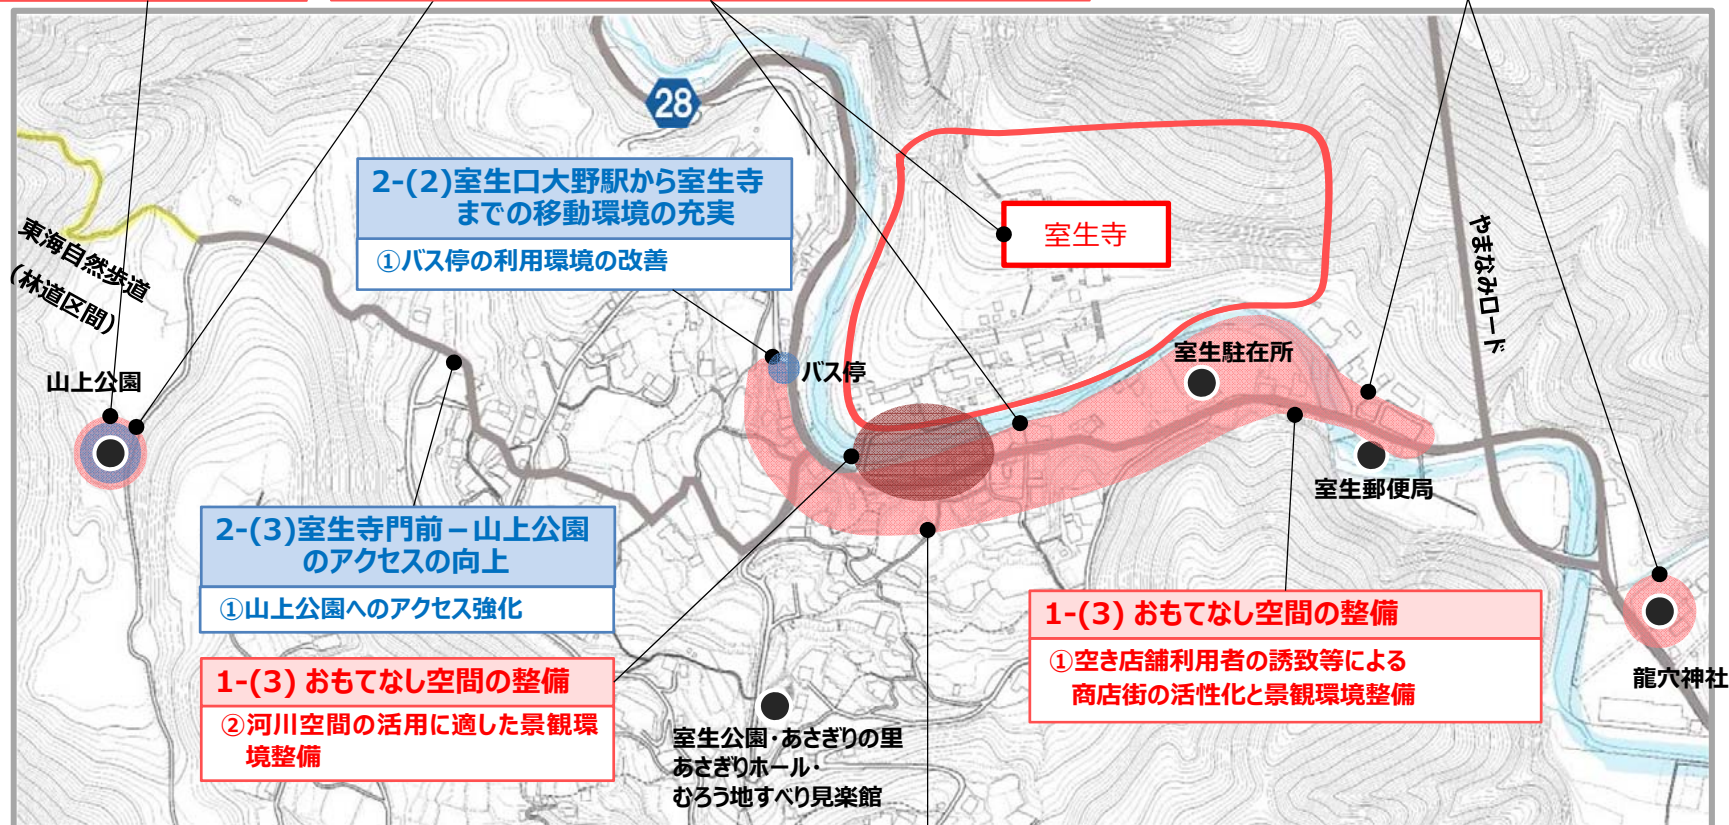 28
2-(2)室生口大野駅から室生寺
までの移動環境の充実
①バス停の利用環境の改善
室生寺
やまなみロード
東海自然歩道
(林道区間)
山上公園
バス停
室生駐在所
室生郵便局
2-(3)室生寺門前－山上公園
のアクセスの向上
①山上公園へのアクセス強化
1-(3) おもてなし空間の整備
②河川空間の活用に適した景観環
境整備
1-(3) おもてなし空間の整備
①空き店舗利用者の誘致等による
商店街の活性化と景観環境整備
龍穴神社
室生公園・あさぎりの里
あさぎりホール・
むろう地すべり見楽館